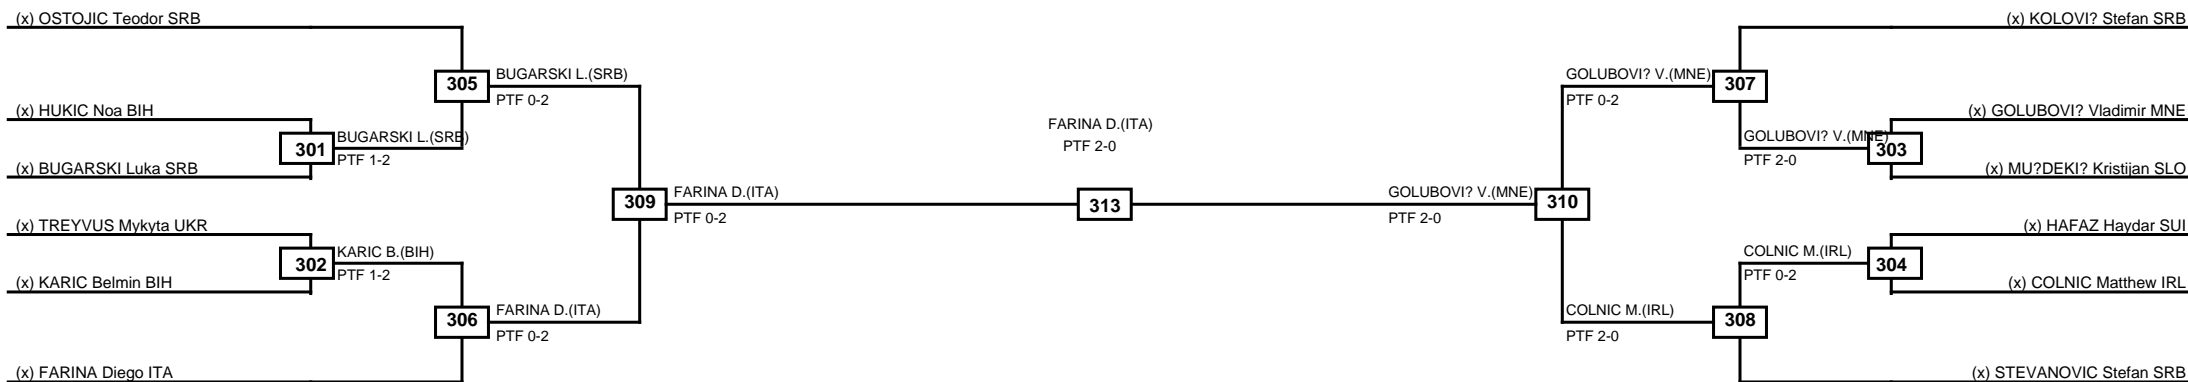 (x) OSTOJIC Teodor SRB
(x) KOLOVI? Stefan SRB
305
BUGARSKI L.(SRB)
PTF 0-2
GOLUBOVI? V.(MNE)
PTF 0-2
307
(x) HUKIC Noa BIH
301
BUGARSKI L.(SRB)
PTF 1-2
(x) BUGARSKI Luka SRB
FARINA D.(ITA)
PTF 2-0
(x) GOLUBOVI? Vladimir MNE
GOLUBOVI? V.(MNE)
PTF 2-0
303
(x) MU?DEKI? Kristijan SLO
309
FARINA D.(ITA)
PTF 0-2
313
GOLUBOVI? V.(MNE)
PTF 2-0
310
(x) TREYVUS Mykyta UKR
302
KARIC B.(BIH)
PTF 1-2
(x) KARIC Belmin BIH
(x) HAFAZ Haydar SUI
COLNIC M.(IRL)
PTF 0-2
304
(x) COLNIC Matthew IRL
306
FARINA D.(ITA)
PTF 0-2
COLNIC M.(IRL)
PTF 2-0
308
(x) FARINA Diego ITA
(x) STEVANOVIC Stefan SRB